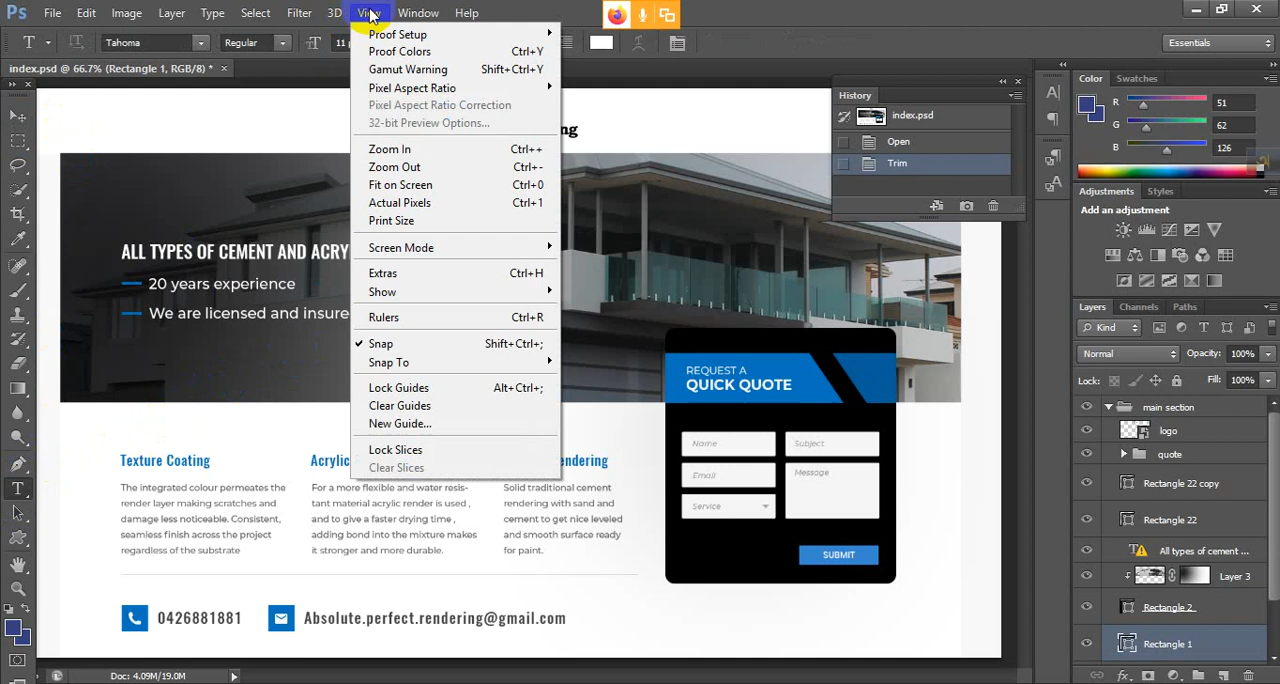 Ps File Edit Image Layer Type Select Filter 3D View Window Help
T Tahoma Regular 11 Essentials
index.psd @ 66.7% (Rectangle 1, RGB/8) * ×
Proof Setup
Proof Colors Ctrl+Y
Gamut Warning Shift+Ctrl+Y
Pixel Aspect Ratio
Pixel Aspect Ratio Correction
32-bit Preview Options...
Zoom In Ctrl++
Zoom Out Ctrl+-
Fit on Screen Ctrl+0
Actual Pixels Ctrl+1
Print Size
Screen Mode
Extras Ctrl+H
Show
Rulers Ctrl+R
Snap Shift+Ctrl+;
Snap To
Lock Guides Alt+Ctrl+;
Clear Guides
New Guide...
Lock Slices
Clear Slices
ng
ALL TYPES OF CEMENT AND ACRY
20 years experience
We are licensed and insure
REQUEST A
QUICK QUOTE
Name Subject
Email Message
Service
SUBMIT
Texture Coating
The integrated colour permeates the
render layer making scratches and
damage less noticeable. Consistent,
seamless finish across the project
regardless of the substrate
Acrylic
For a more flexible and water resis-
tant material acrylic render is used ,
and to give a faster drying time ,
adding bond into the mixture makes
it stronger and more durable.
endering
Solid traditional cement
rendering with sand and
cement to get nice leveled
and smooth surface ready
for paint.
0426881881 Absolute.perfect.rendering@gmail.com
Doc: 4.09M/19.0M
History
index.psd
Open
Trim
Color Swatches
R 51
G 62
B 126
Adjustments Styles
Add an adjustment
Layers Channels Paths
Kind
Normal Opacity: 100%
Lock: Fill: 100%
main section
logo
quote
Rectangle 22 copy
Rectangle 22
All types of cement ...
Layer 3
Rectangle 2
Rectangle 1